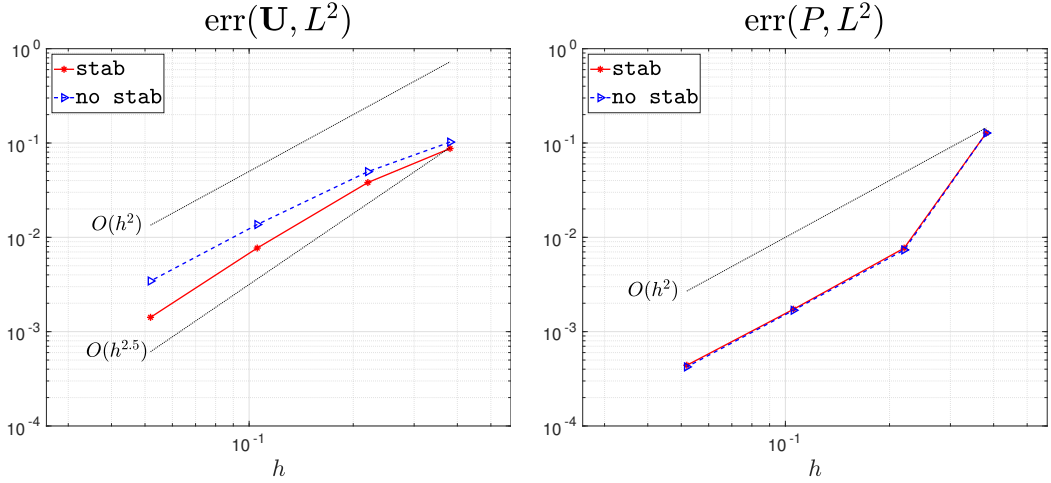 err(𝐔, L²)
10⁰
stab
no stab
10⁻¹
O(h²)
10⁻²
10⁻³
O(h²·⁵)
10⁻⁴
10⁻¹
h
err(P, L²)
10⁰
stab
no stab
10⁻¹
10⁻²
O(h²)
10⁻³
10⁻⁴
10⁻¹
h